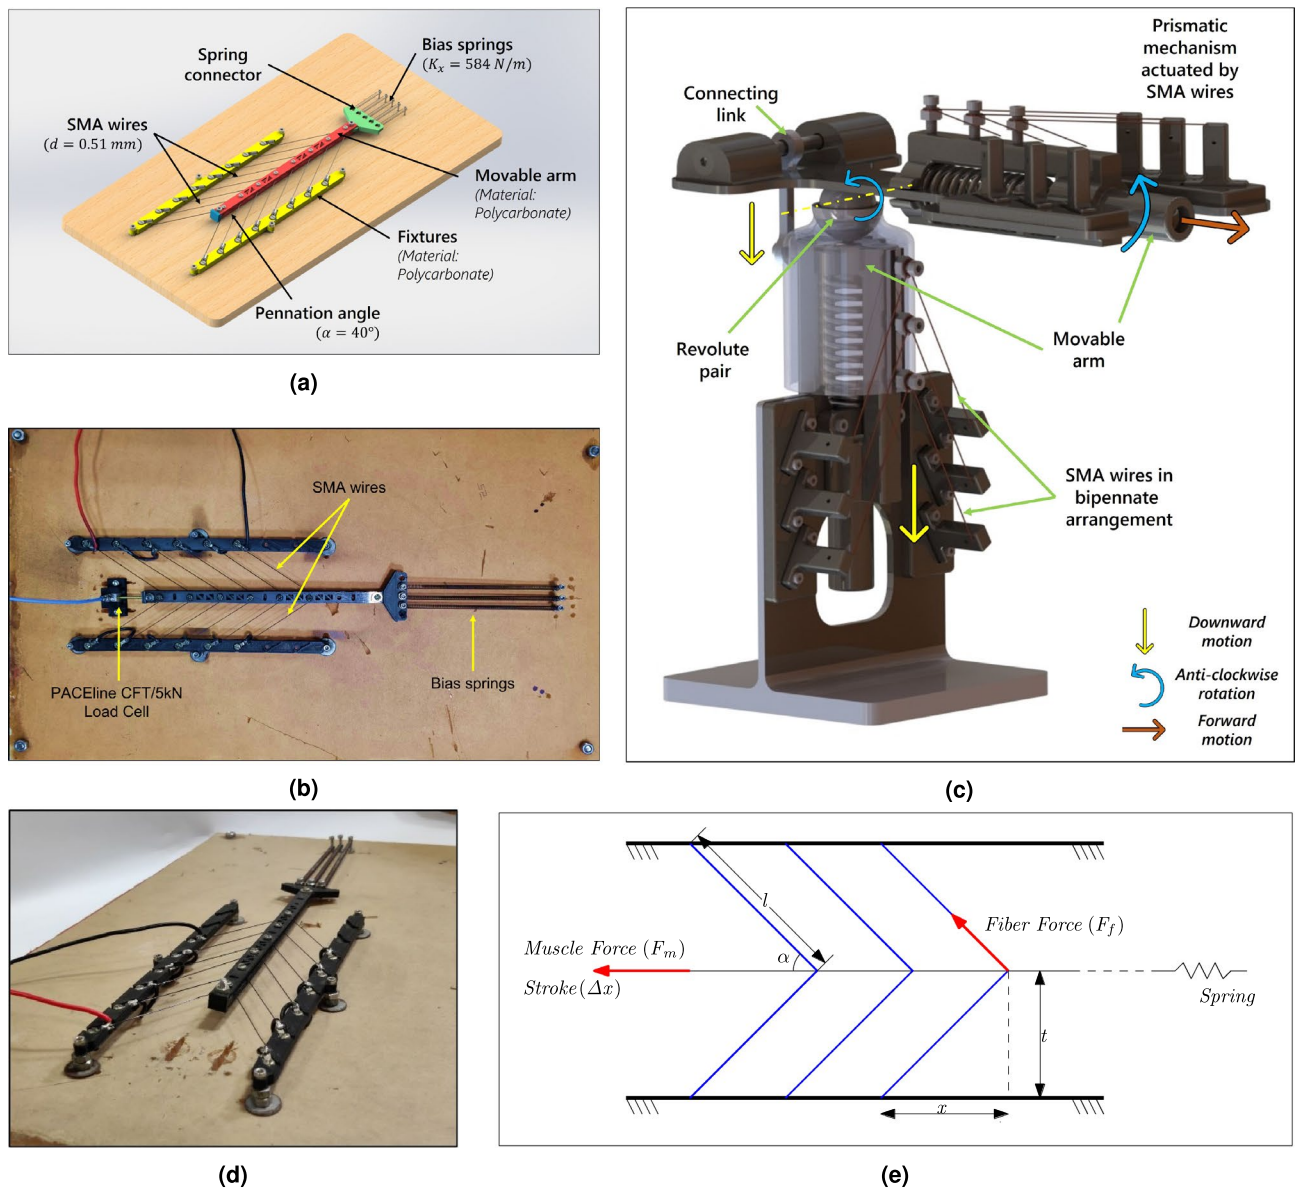 Spring
connector
Bias springs
(Kₓ = 584 N/m)
SMA wires
(d = 0.51 mm)
Movable arm
(Material:
Polycarbonate)
Fixtures
(Material:
Polycarbonate)
Pennation angle
(α = 40°)
(a)
SMA wires
PACEline CFT/5kN
Load Cell
Bias springs
(b)
Prismatic
mechanism
actuated by
SMA wires
Connecting
link
Revolute
pair
Movable
arm
SMA wires in
bipennate
arrangement
Downward
motion
Anti-clockwise
rotation
Forward
motion
(c)
(d)
l
α
Fiber Force (F_f)
Muscle Force (F_m)
Stroke(Δx)
Spring
t
x
(e)